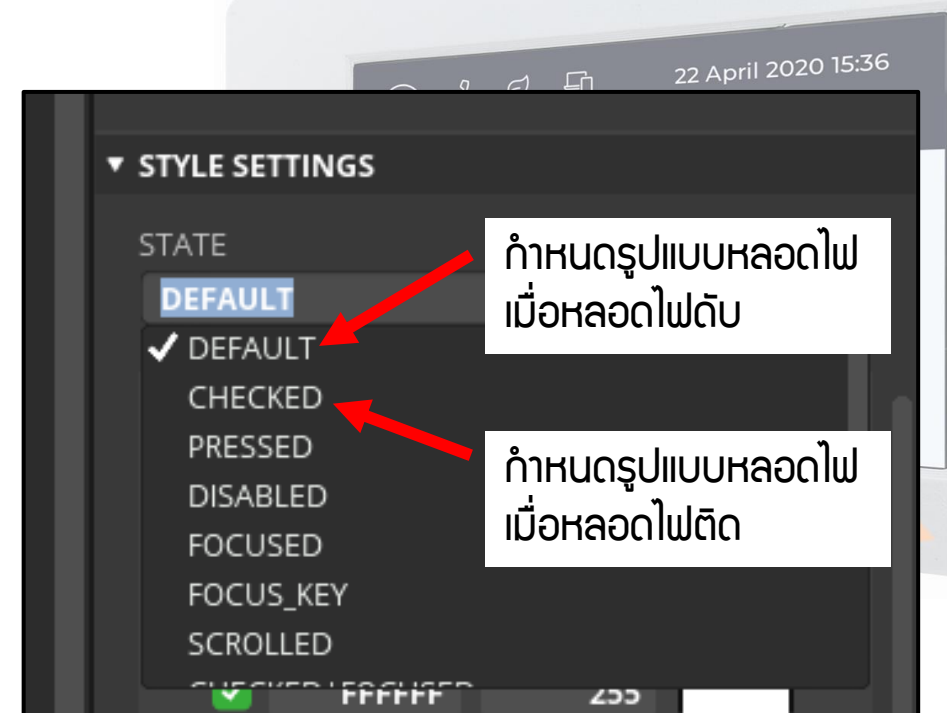 22 April 2020 15:36
▼ STYLE SETTINGS
STATE
DEFAULT
✔ DEFAULT
CHECKED
PRESSED
DISABLED
FOCUSED
FOCUS_KEY
SCROLLED
กำหนดรูปแบบหลอดไฟ
เมื่อหลอดไฟดับ
กำหนดรูปแบบหลอดไฟ
เมื่อหลอดไฟติด
FFFFFF
255